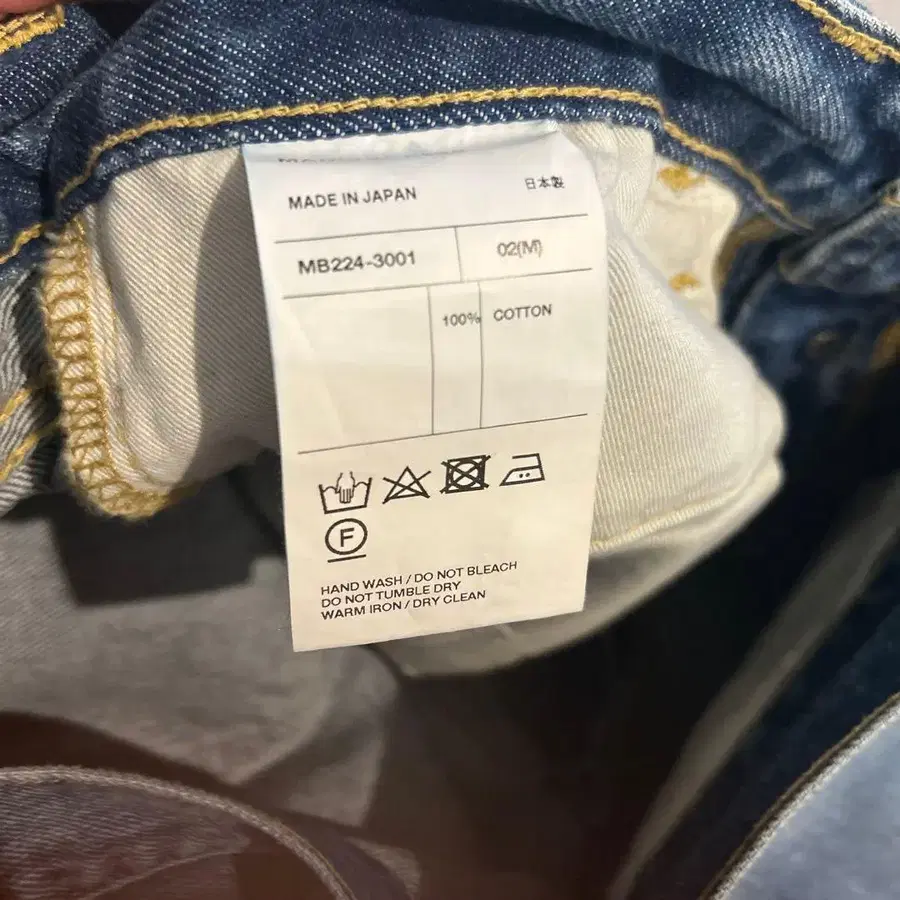 MADE IN JAPAN 日本製
MB224-3001 02(M)
100% COTTON
F
HAND WASH / DO NOT BLEACH
DO NOT TUMBLE DRY
WARM IRON / DRY CLEAN